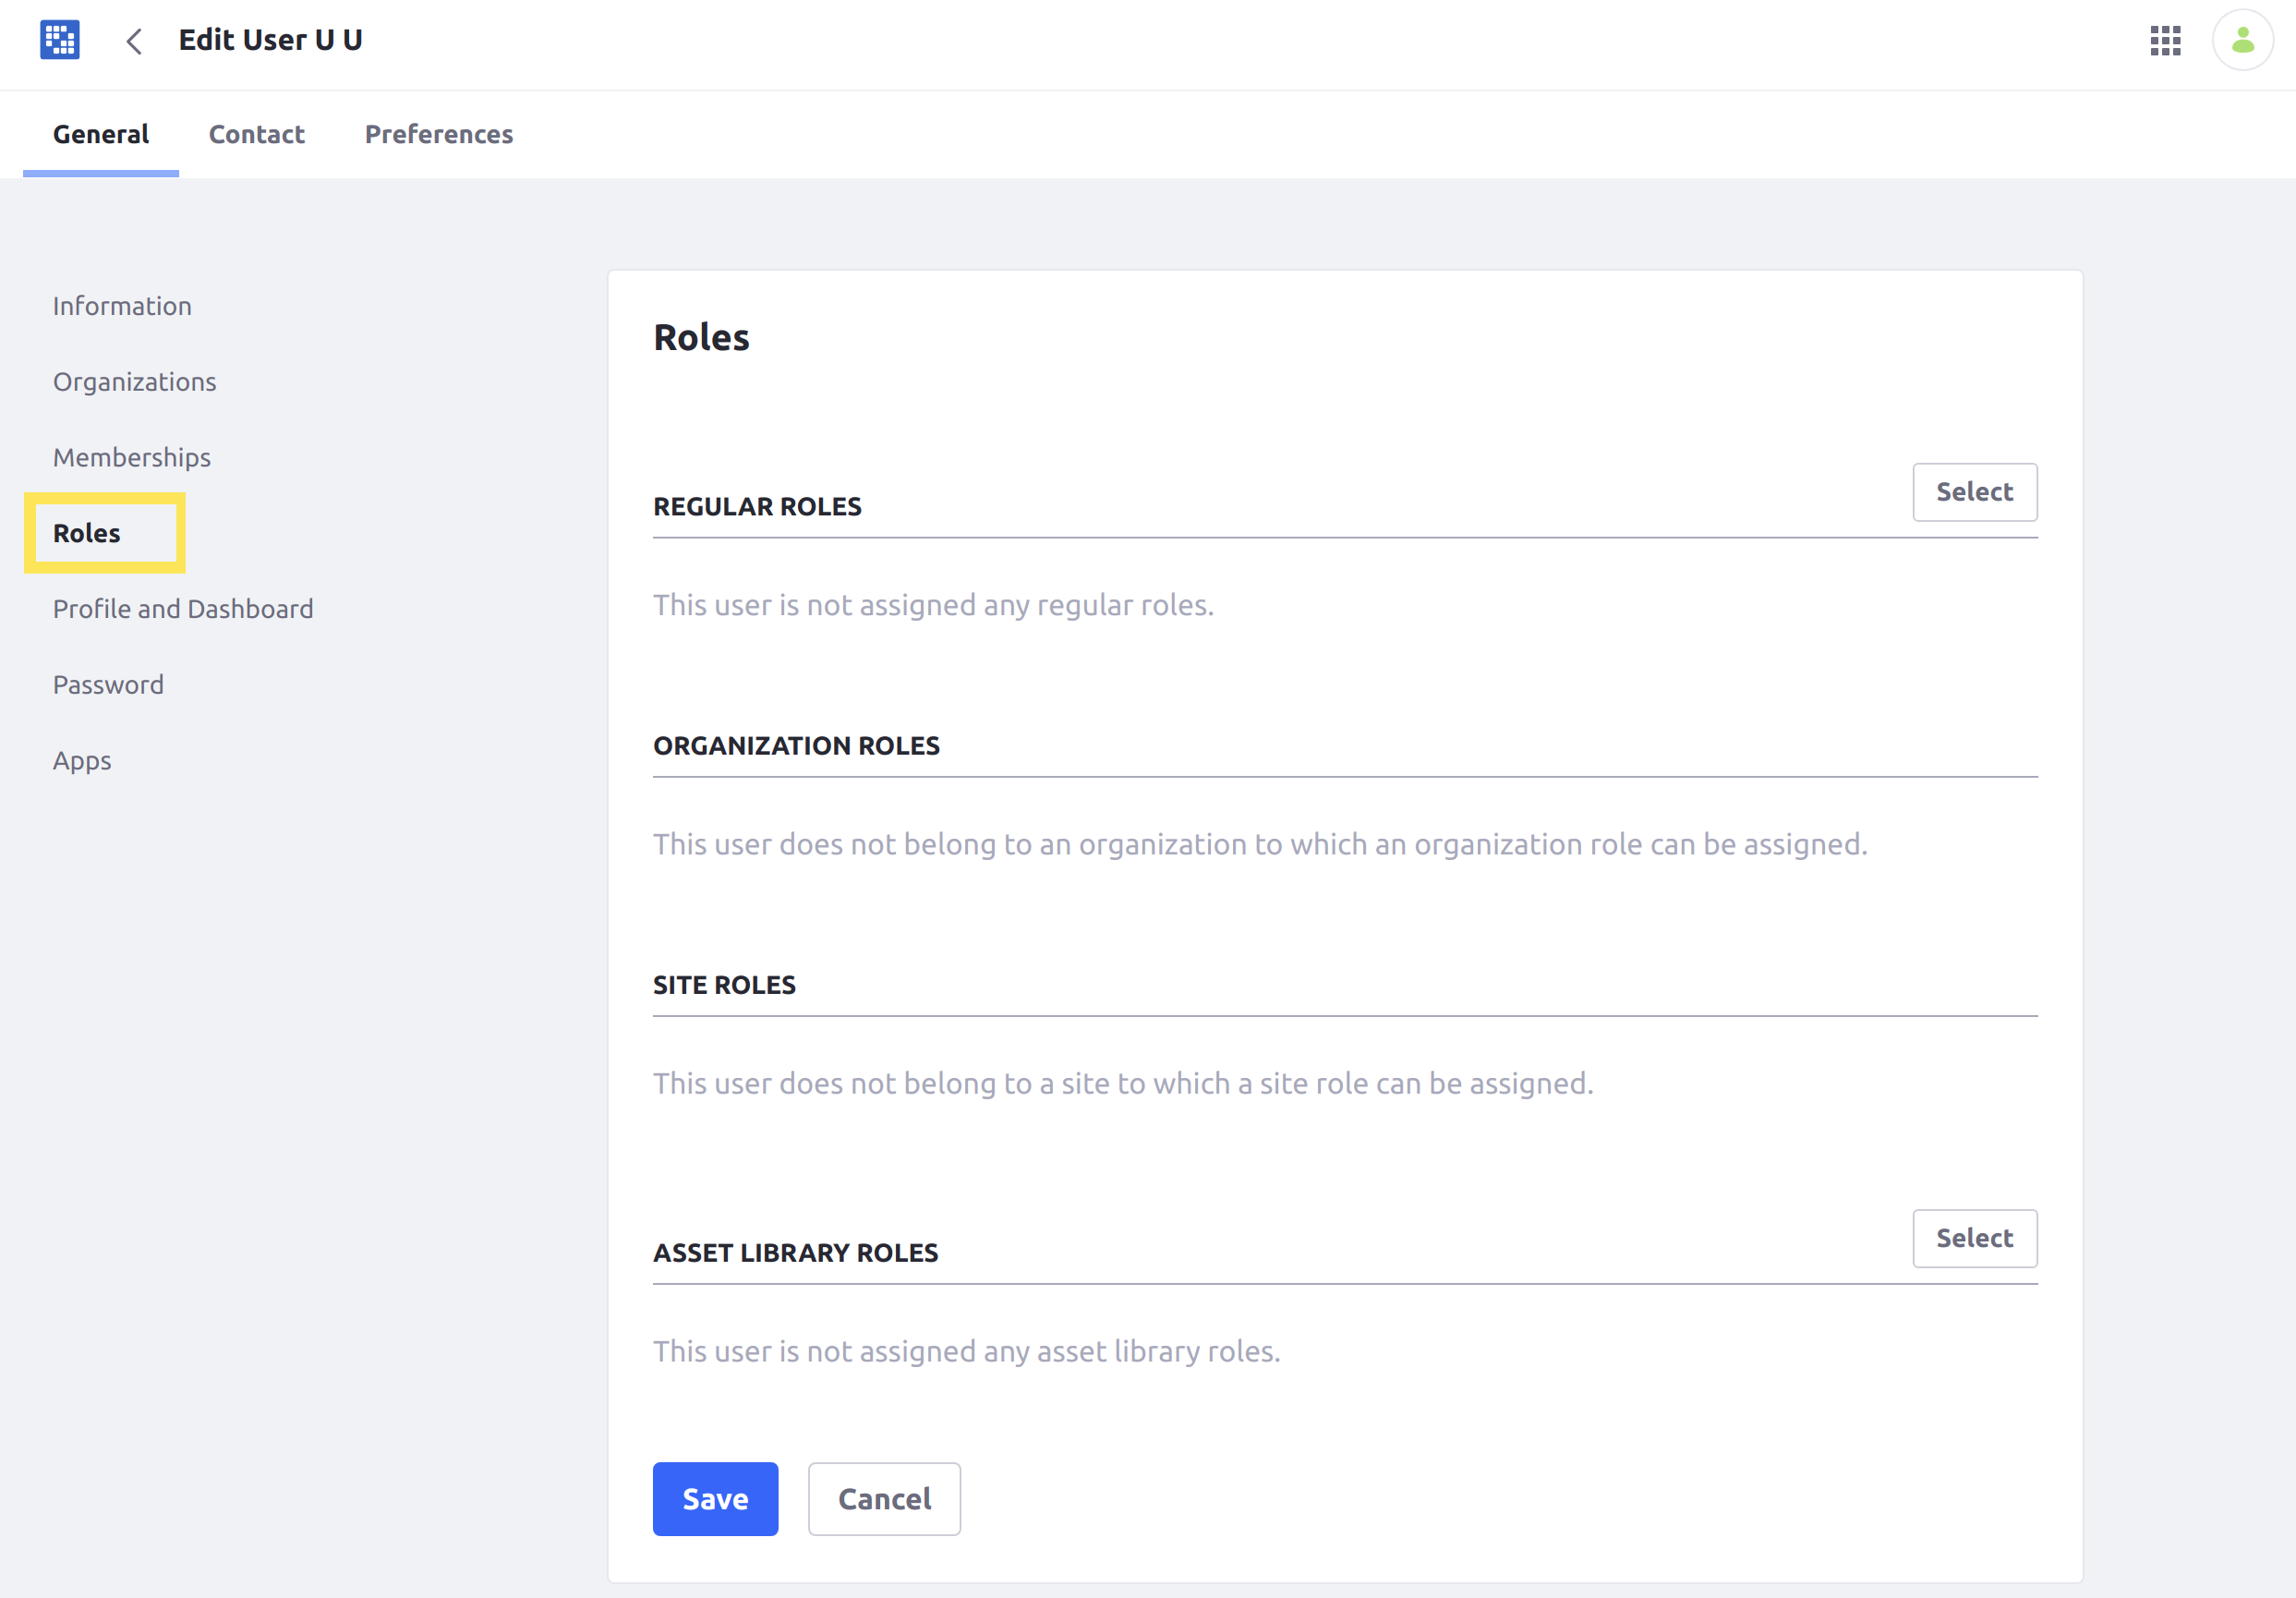 Edit User U U
General Contact Preferences
Information
Organizations
Memberships
Roles
Profile and Dashboard
Password
Apps
Roles
REGULAR ROLES Select
This user is not assigned any regular roles.
ORGANIZATION ROLES
This user does not belong to an organization to which an organization role can be assigned.
SITE ROLES
This user does not belong to a site to which a site role can be assigned.
ASSET LIBRARY ROLES Select
This user is not assigned any asset library roles.
Save Cancel